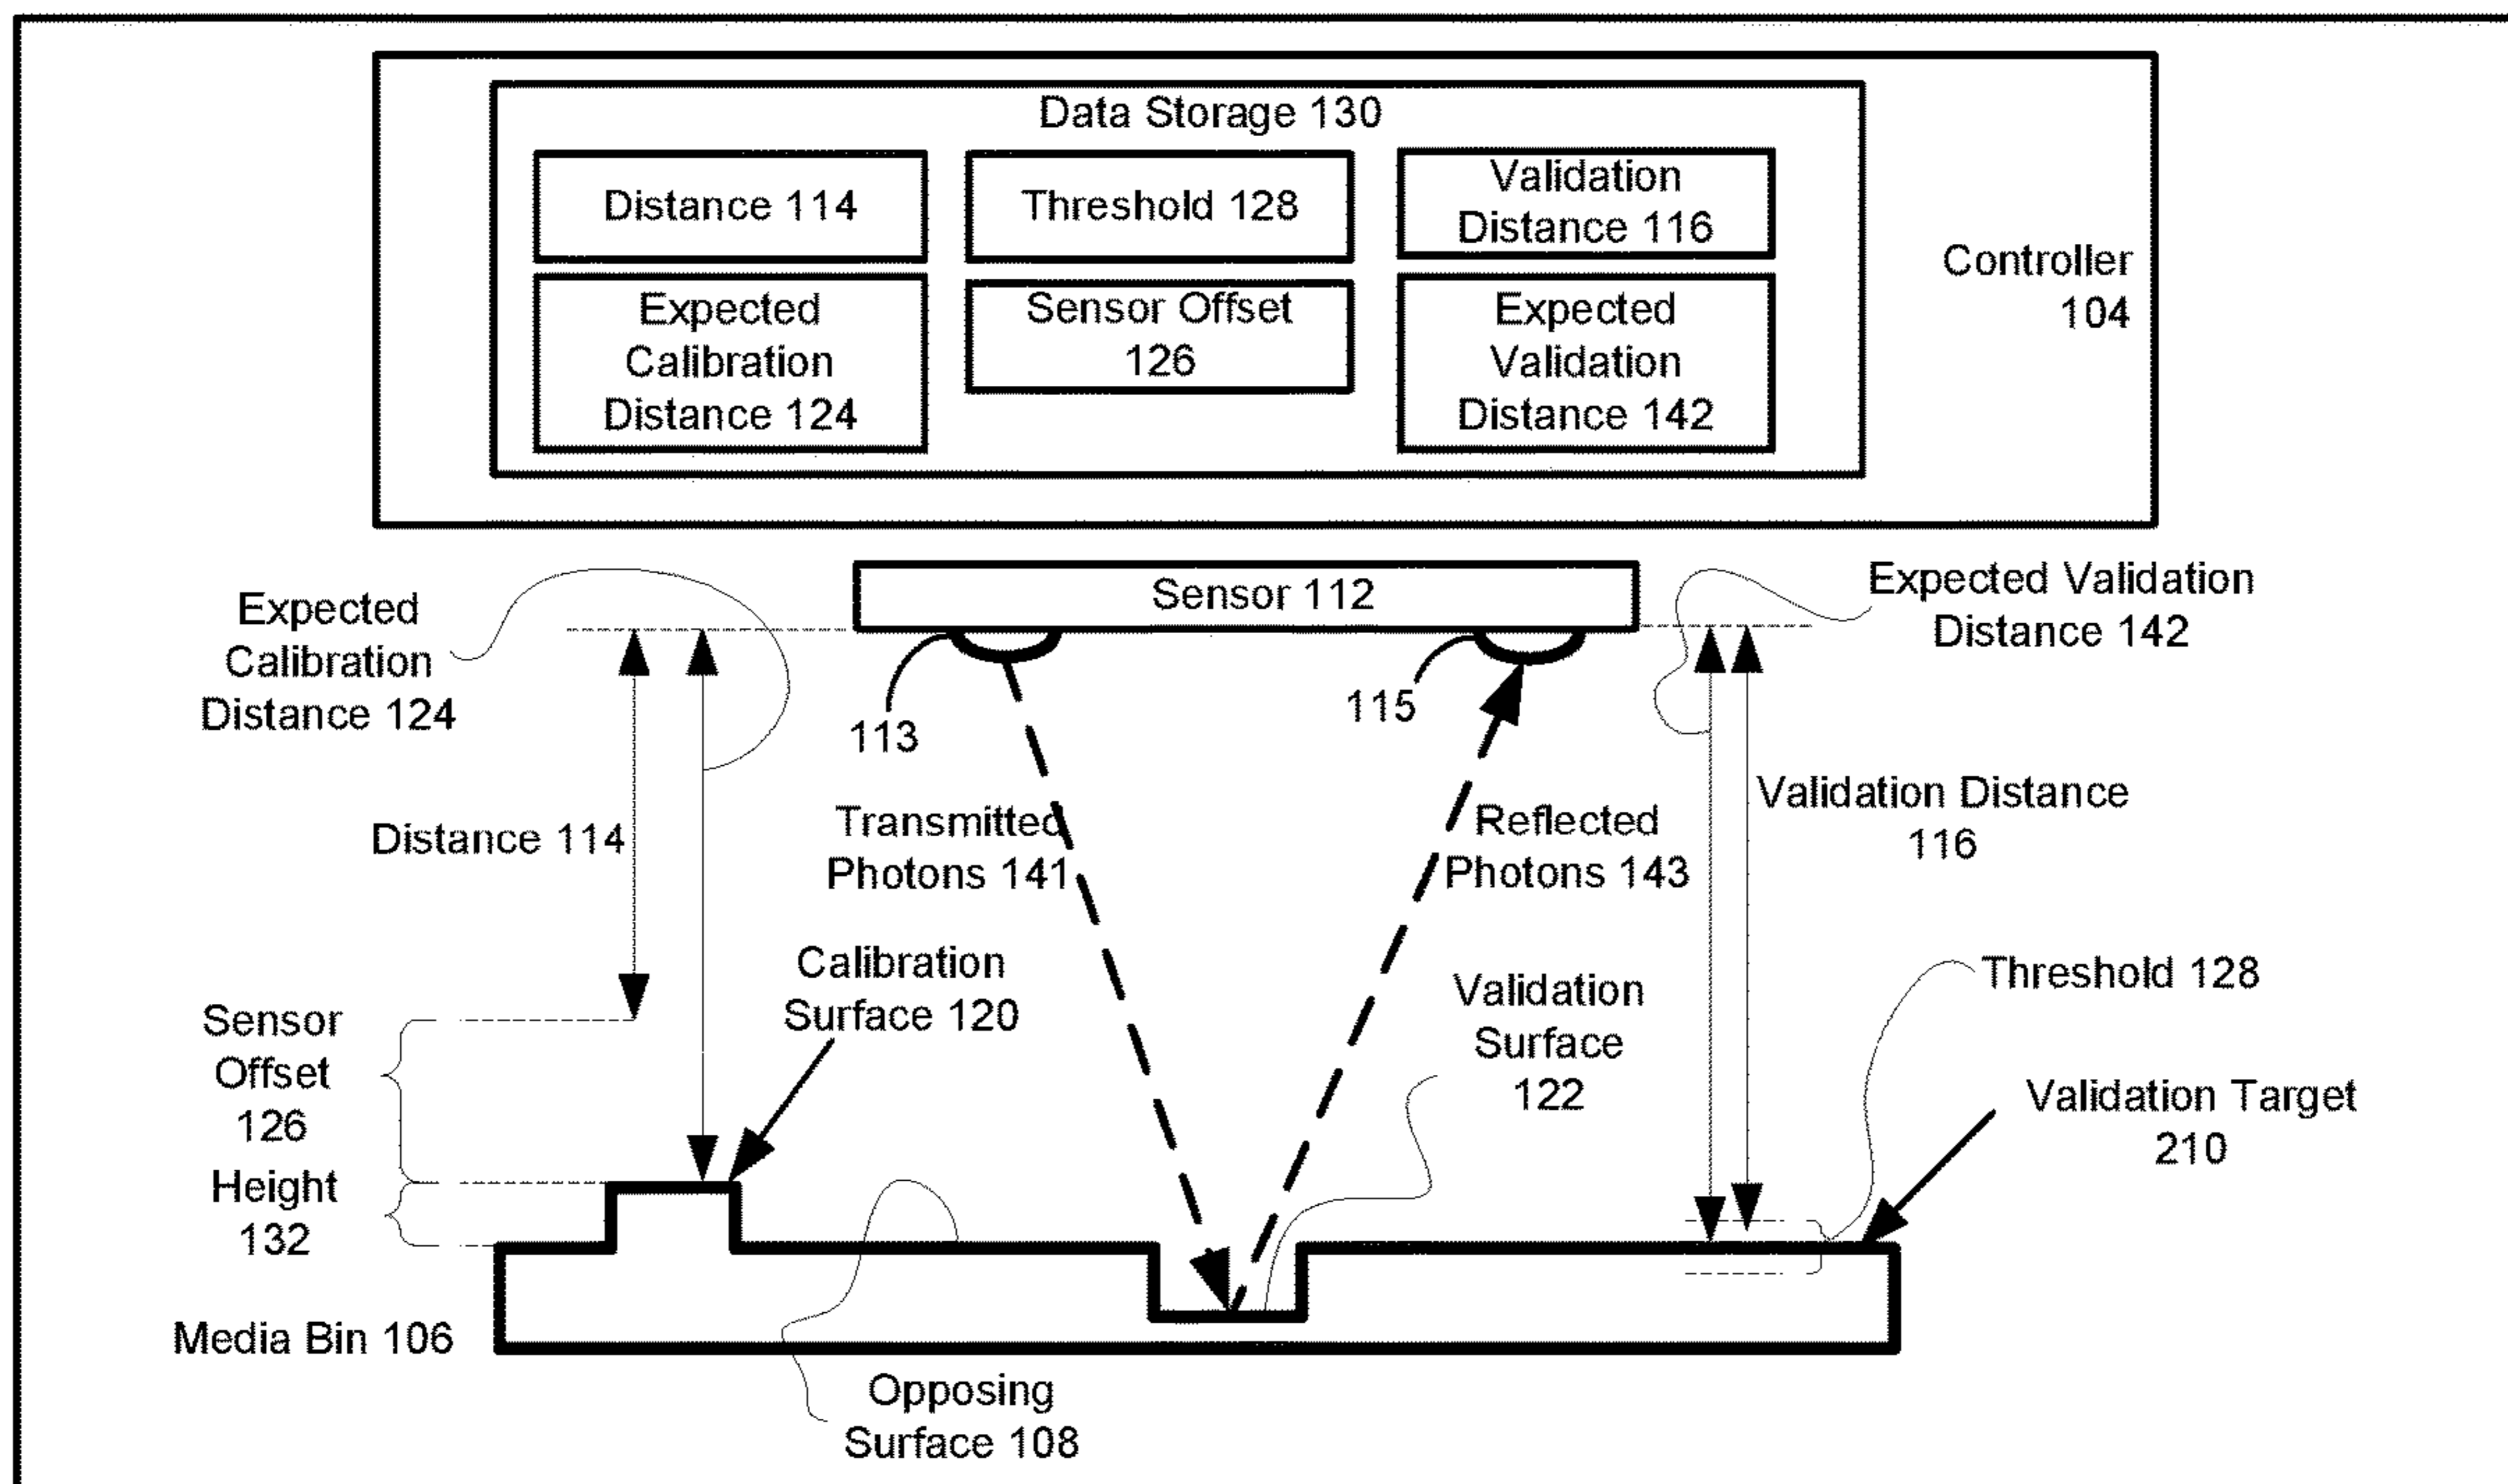 Data Storage 130
Distance 114
Threshold 128
Validation
Distance 116
Expected
Calibration
Distance 124
Sensor Offset
126
Expected
Validation
Distance 142
Controller
104
Sensor 112
Expected
Calibration
Distance 124
Expected Validation
Distance 142
113
115
Distance 114
Transmitted
Photons 141
Reflected
Photons 143
Validation Distance
116
Calibration
Surface 120
Validation
Surface
122
Threshold 128
Sensor
Offset
126
Validation Target
210
Height
132
Media Bin 106
Opposing
Surface 108